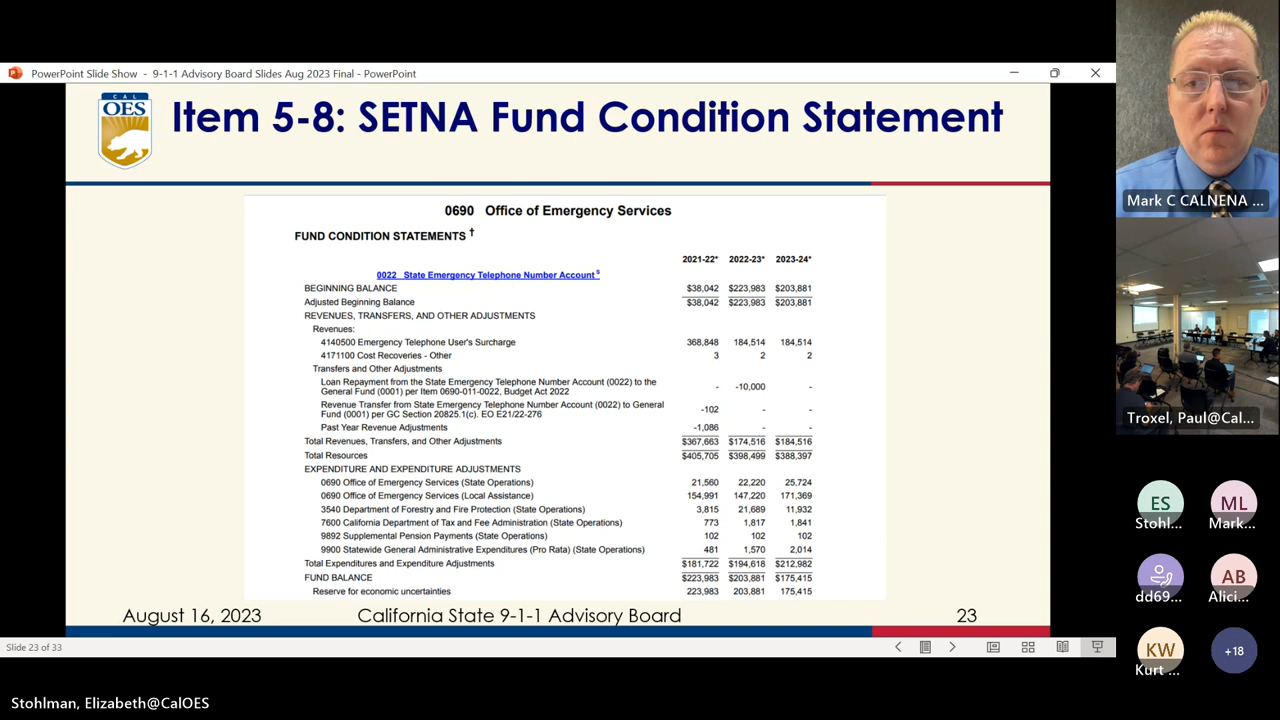 PowerPoint Slide Show - 9-1-1 Advisory Board Slides Aug 2023 Final - PowerPoint
CAL
OES
Item 5-8: SETNA Fund Condition Statement
0690 Office of Emergency Services
FUND CONDITION STATEMENTS †
2021-22* 2022-23* 2023-24*
0022 State Emergency Telephone Number Account s
BEGINNING BALANCE $38,042 $223,983 $203,881
Adjusted Beginning Balance $38,042 $223,983 $203,881
REVENUES, TRANSFERS, AND OTHER ADJUSTMENTS
Revenues:
4140500 Emergency Telephone User's Surcharge 368,848 184,514 184,514
4171100 Cost Recoveries - Other 3 2 2
Transfers and Other Adjustments
Loan Repayment from the State Emergency Telephone Number Account (0022) to the
General Fund (0001) per Item 0690-011-0022, Budget Act 2022 - -10,000 -
Revenue Transfer from State Emergency Telephone Number Account (0022) to General
Fund (0001) per GC Section 20825.1(c). EO E21/22-276 -102 - -
Past Year Revenue Adjustments -1,086 - -
Total Revenues, Transfers, and Other Adjustments $367,663 $174,516 $184,516
Total Resources $405,705 $398,499 $388,397
EXPENDITURE AND EXPENDITURE ADJUSTMENTS
0690 Office of Emergency Services (State Operations) 21,560 22,220 25,724
0690 Office of Emergency Services (Local Assistance) 154,991 147,220 171,369
3540 Department of Forestry and Fire Protection (State Operations) 3,815 21,689 11,932
7600 California Department of Tax and Fee Administration (State Operations) 773 1,817 1,841
9892 Supplemental Pension Payments (State Operations) 102 102 102
9900 Statewide General Administrative Expenditures (Pro Rata) (State Operations) 481 1,570 2,014
Total Expenditures and Expenditure Adjustments $181,722 $194,618 $212,982
FUND BALANCE $223,983 $203,881 $175,415
Reserve for economic uncertainties 223,983 203,881 175,415
August 16, 2023 California State 9-1-1 Advisory Board 23
Slide 23 of 33
Mark C CALNENA ...
Troxel, Paul@Cal...
ES ML
Stohl... Mark...
AB
dd69... Alici...
KW +18
Kurt ...
Stohlman, Elizabeth@CalOES